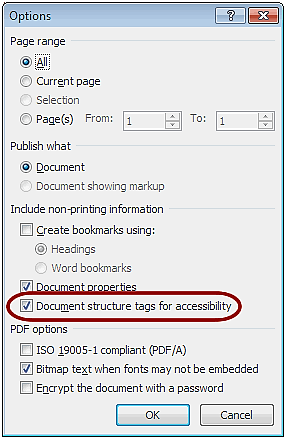 Options
Page range
All
Current page
Selection
Page(s) From: 1 To: 1
Publish what
Document
Document showing markup
Include non-printing information
Create bookmarks using:
Headings
Word bookmarks
Document properties
Document structure tags for accessibility
PDF options
ISO 19005-1 compliant (PDF/A)
Bitmap text when fonts may not be embedded
Encrypt the document with a password
OK Cancel